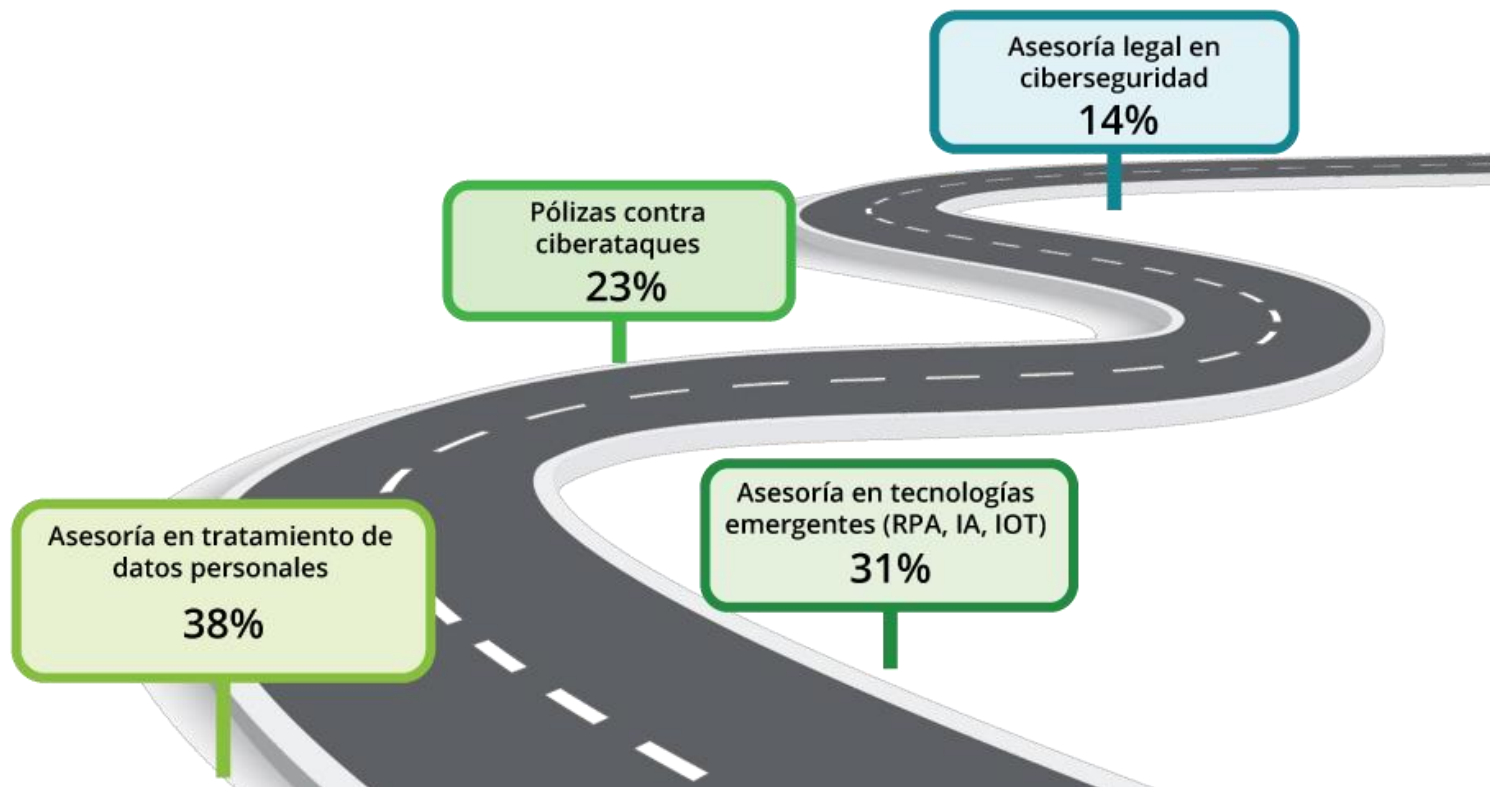 Asesoría legal en
ciberseguridad
14%
Pólizas contra
ciberataques
23%
Asesoría en tecnologías
emergentes (RPA, IA, IOT)
31%
Asesoría en tratamiento de
datos personales
38%